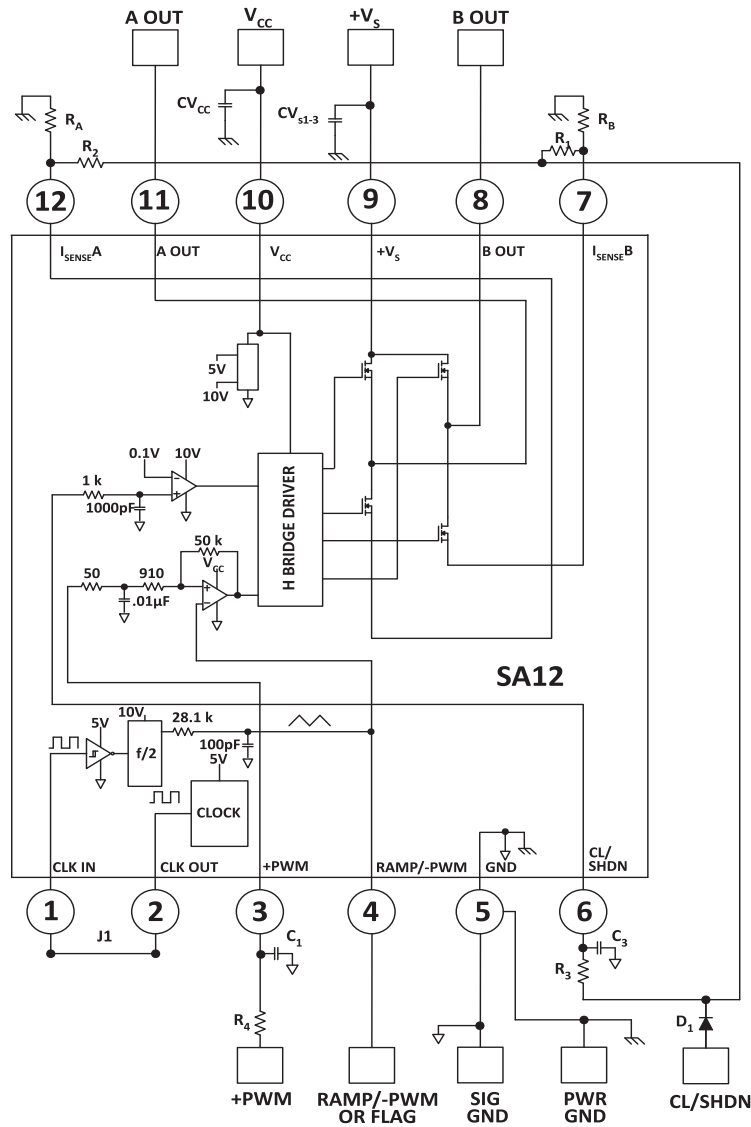 A OUT
VCC
+VS
B OUT
CVCC
CVs1-3
RA
RB
R2
R1
12
11
10
9
8
7
ISENSEA
A OUT
VCC
+VS
B OUT
ISENSEB
5V
10V
0.1V
10V
1 k
1000pF
H BRIDGE DRIVER
50 k
VCC
50
910
.01µF
SA12
10V
28.1 k
5V
f/2
100pF
5V
CLOCK
CLK IN
CLK OUT
+PWM
RAMP/-PWM
GND
CL/
SHDN
1
2
3
4
5
6
J1
C1
C3
R3
R4
D1
+PWM
RAMP/-PWM
OR FLAG
SIG
GND
PWR
GND
CL/SHDN